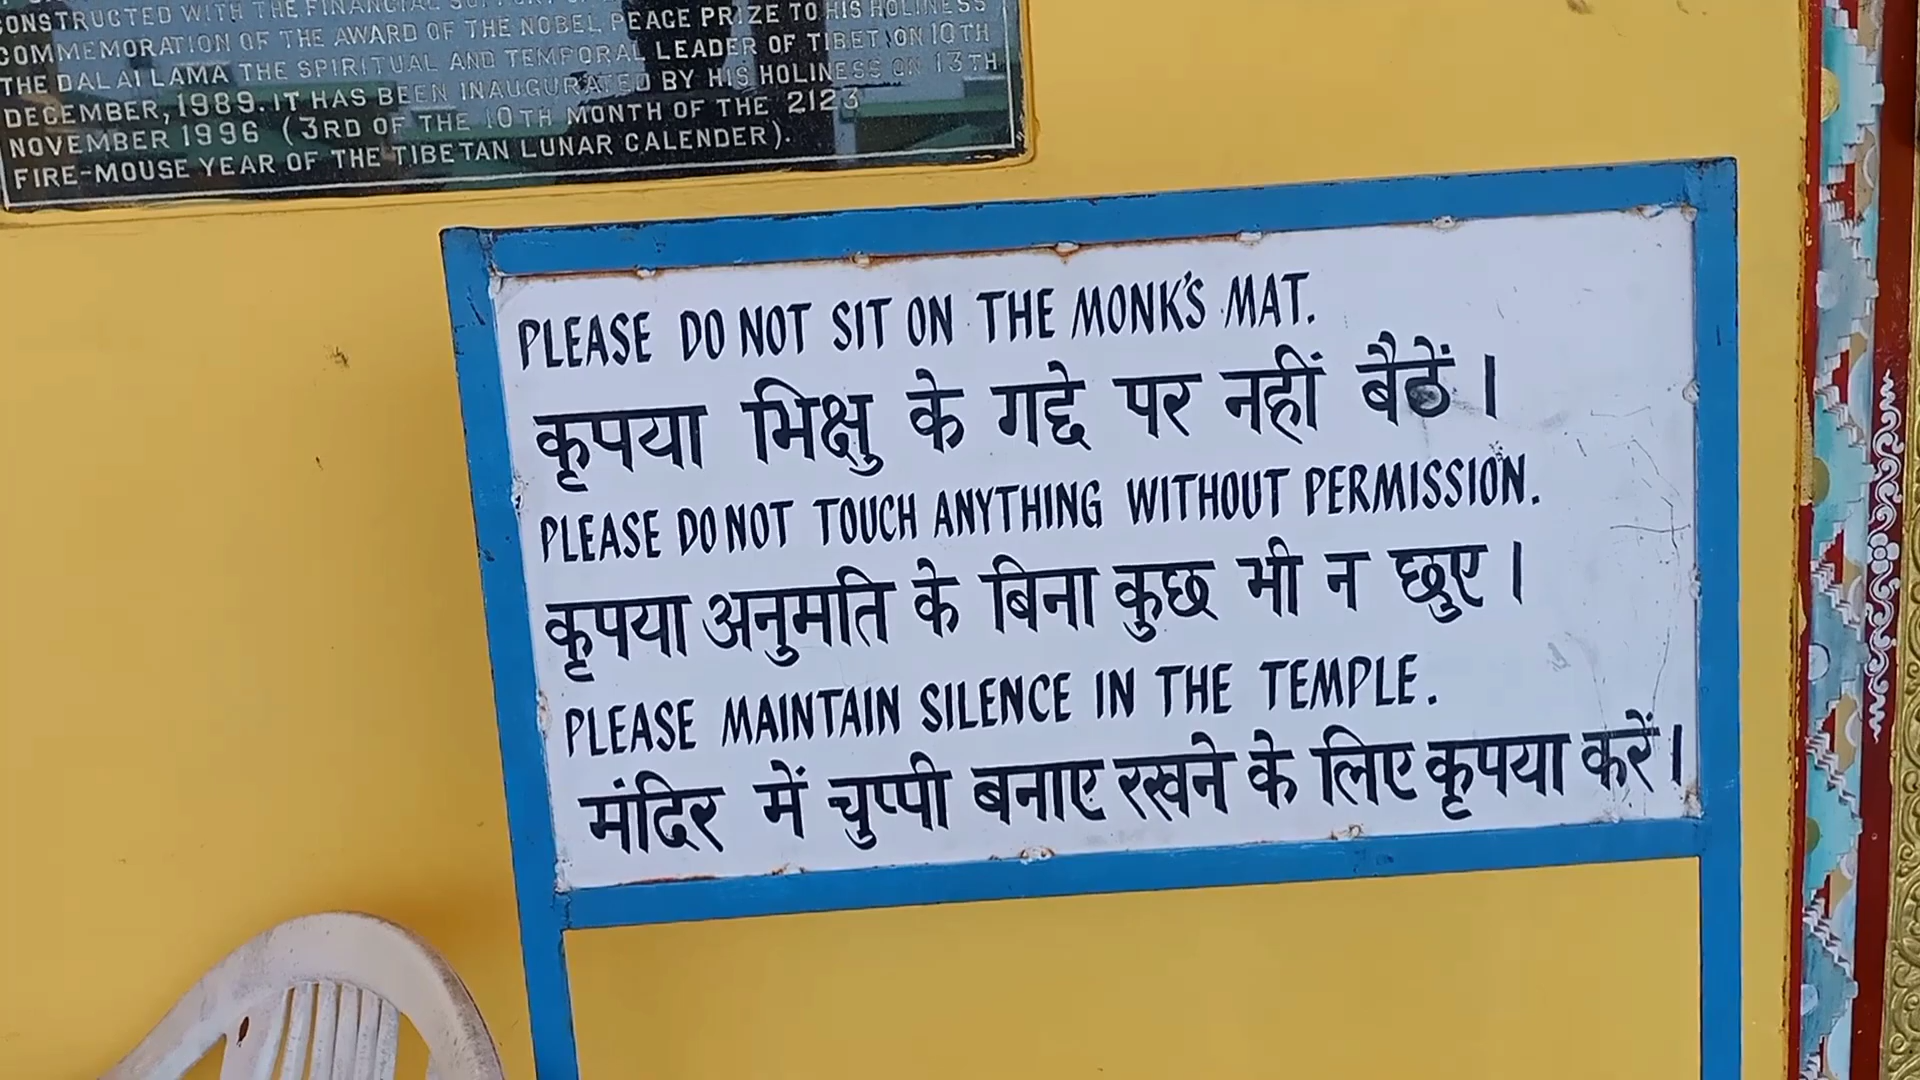 CONSTRUCTED WITH THE FINANCIAL SUPPORT
COMMEMORATION OF THE AWARD OF THE NOBEL PEACE PRIZE TO HIS HOLINESS
THE DALAI LAMA THE SPIRITUAL AND TEMPORAL LEADER OF TIBET ON 10TH
DECEMBER, 1989. IT HAS BEEN INAUGURATED BY HIS HOLINESS ON 13TH
NOVEMBER 1996 (3RD OF THE 10TH MONTH OF THE 2123
FIRE-MOUSE YEAR OF THE TIBETAN LUNAR CALENDER).
PLEASE DO NOT SIT ON THE MONK'S MAT.
कृपया भिक्षु के गद्दे पर नहीं बैठें।
PLEASE DO NOT TOUCH ANYTHING WITHOUT PERMISSION.
कृपया अनुमति के बिना कुछ भी न छुए।
PLEASE MAINTAIN SILENCE IN THE TEMPLE.
मंदिर में चुप्पी बनाए रखने के लिए कृपया करें।